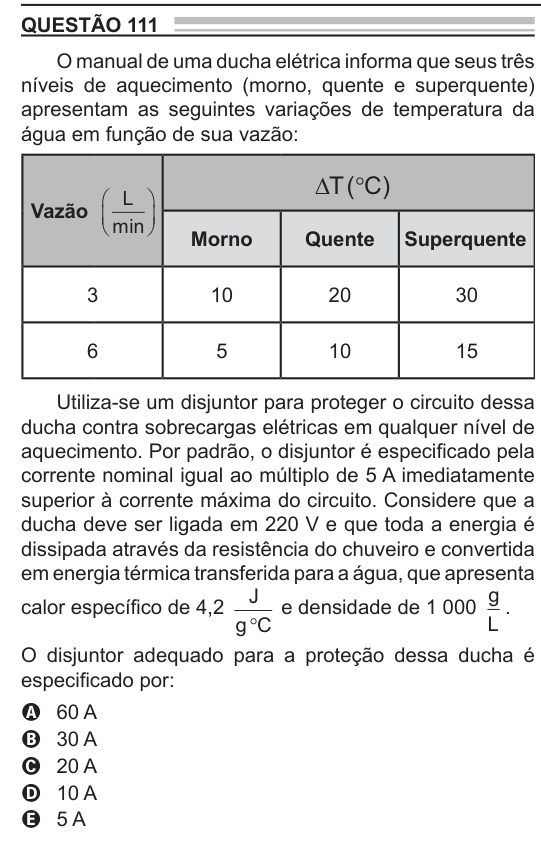 QUESTÃO 111
O manual de uma ducha elétrica informa que seus três
níveis de aquecimento (morno, quente e superquente)
apresentam as seguintes variações de temperatura da
água em função de sua vazão:
Vazão (L/min) ΔT (°C)
Morno Quente Superquente
3 10 20 30
6 5 10 15
Utiliza-se um disjuntor para proteger o circuito dessa
ducha contra sobrecargas elétricas em qualquer nível de
aquecimento. Por padrão, o disjuntor é especificado pela
corrente nominal igual ao múltiplo de 5 A imediatamente
superior à corrente máxima do circuito. Considere que a
ducha deve ser ligada em 220 V e que toda a energia é
dissipada através da resistência do chuveiro e convertida
em energia térmica transferida para a água, que apresenta
calor específico de 4,2 J/g °C e densidade de 1 000 g/L.
O disjuntor adequado para a proteção dessa ducha é
especificado por:
A 60 A
B 30 A
C 20 A
D 10 A
E 5 A